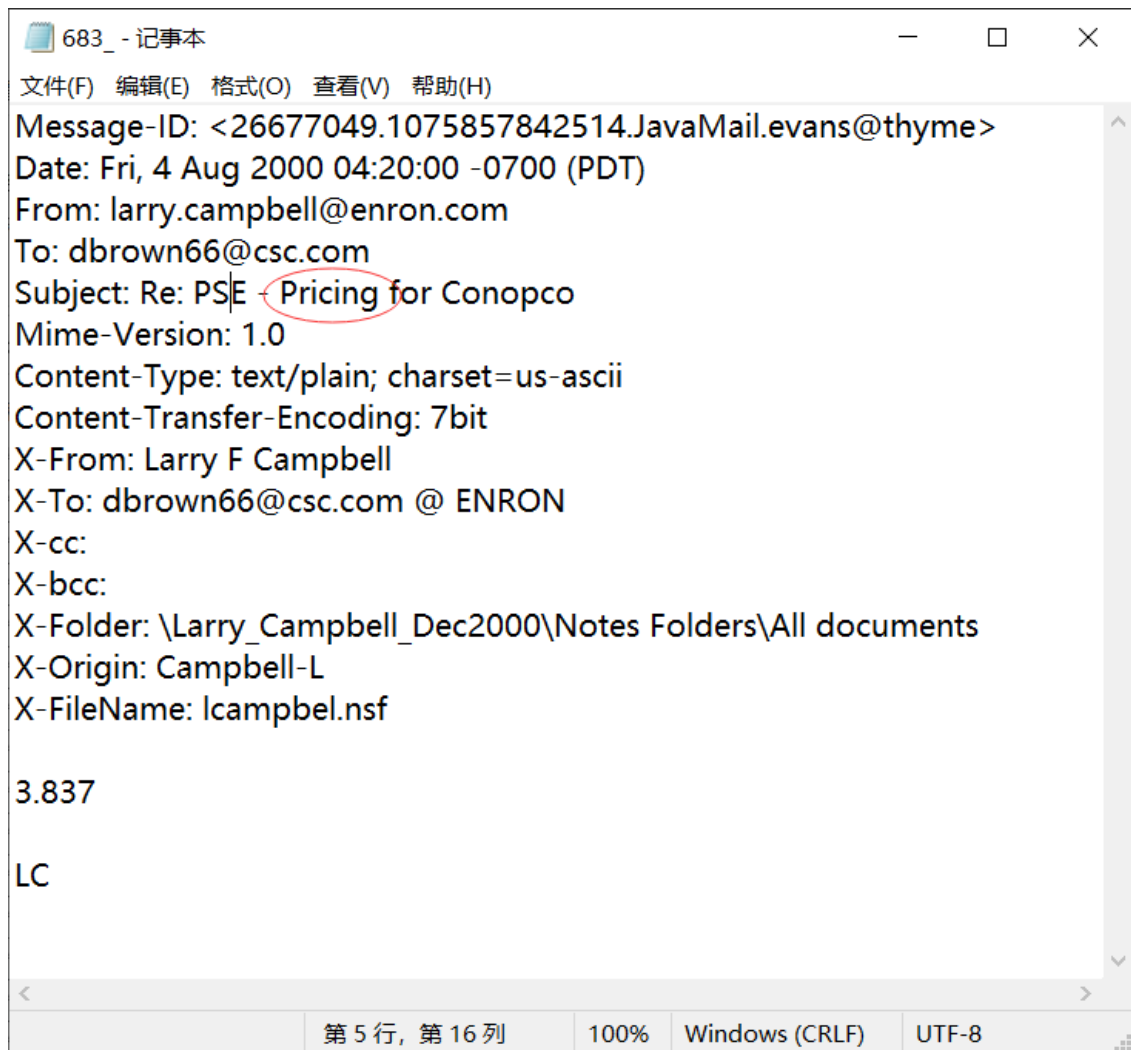 683_ - 记事本
文件(F) 编辑(E) 格式(O) 查看(V) 帮助(H)
Message-ID: <26677049.1075857842514.JavaMail.evans@thyme>
Date: Fri, 4 Aug 2000 04:20:00 -0700 (PDT)
From: larry.campbell@enron.com
To: dbrown66@csc.com
Subject: Re: PSE - Pricing for Conopco
Mime-Version: 1.0
Content-Type: text/plain; charset=us-ascii
Content-Transfer-Encoding: 7bit
X-From: Larry F Campbell
X-To: dbrown66@csc.com @ ENRON
X-cc:
X-bcc:
X-Folder: \Larry_Campbell_Dec2000\Notes Folders\All documents
X-Origin: Campbell-L
X-FileName: lcampbel.nsf
3.837
LC
第 5 行，第 16 列 100% Windows (CRLF) UTF-8